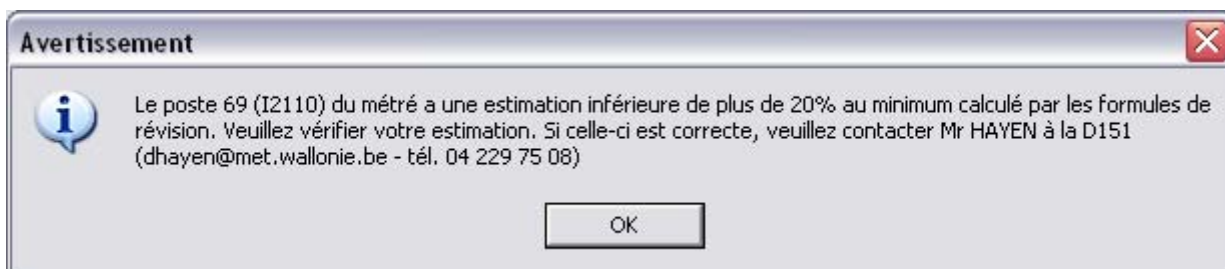 Avertissement
Le poste 69 (I2110) du métré a une estimation inférieure de plus de 20% au minimum calculé par les formules de
révision. Veuillez vérifier votre estimation. Si celle-ci est correcte, veuillez contacter Mr HAYEN à la D151
(dhayen@met.wallonie.be - tél. 04 229 75 08)
OK